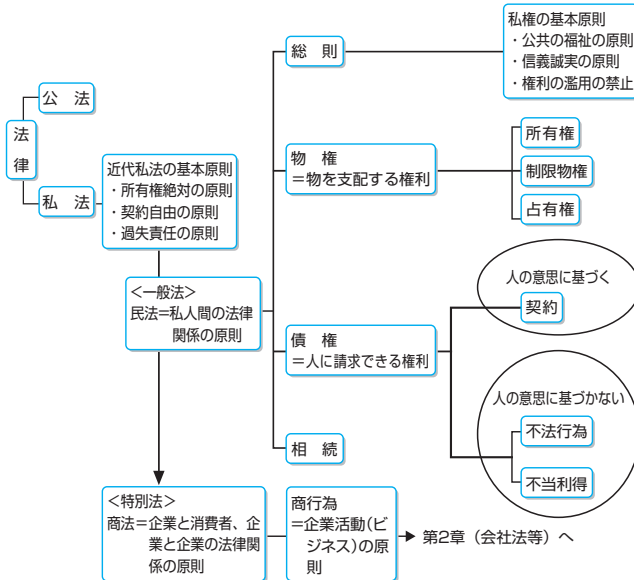 法
律
公　法
私　法
近代私法の基本原則
・所有権絶対の原則
・契約自由の原則
・過失責任の原則
＜一般法＞
民法＝私人間の法律
関係の原則
総　則
私権の基本原則
・公共の福祉の原則
・信義誠実の原則
・権利の濫用の禁止
物　権
＝物を支配する権利
所有権
制限物権
占有権
債　権
＝人に請求できる権利
人の意思に基づく
契約
人の意思に基づかない
不法行為
不当利得
相　続
＜特別法＞
商法＝企業と消費者、企
業と企業の法律関
係の原則
商行為
＝企業活動（ビ
ジネス）の原
則
第2章（会社法等）へ